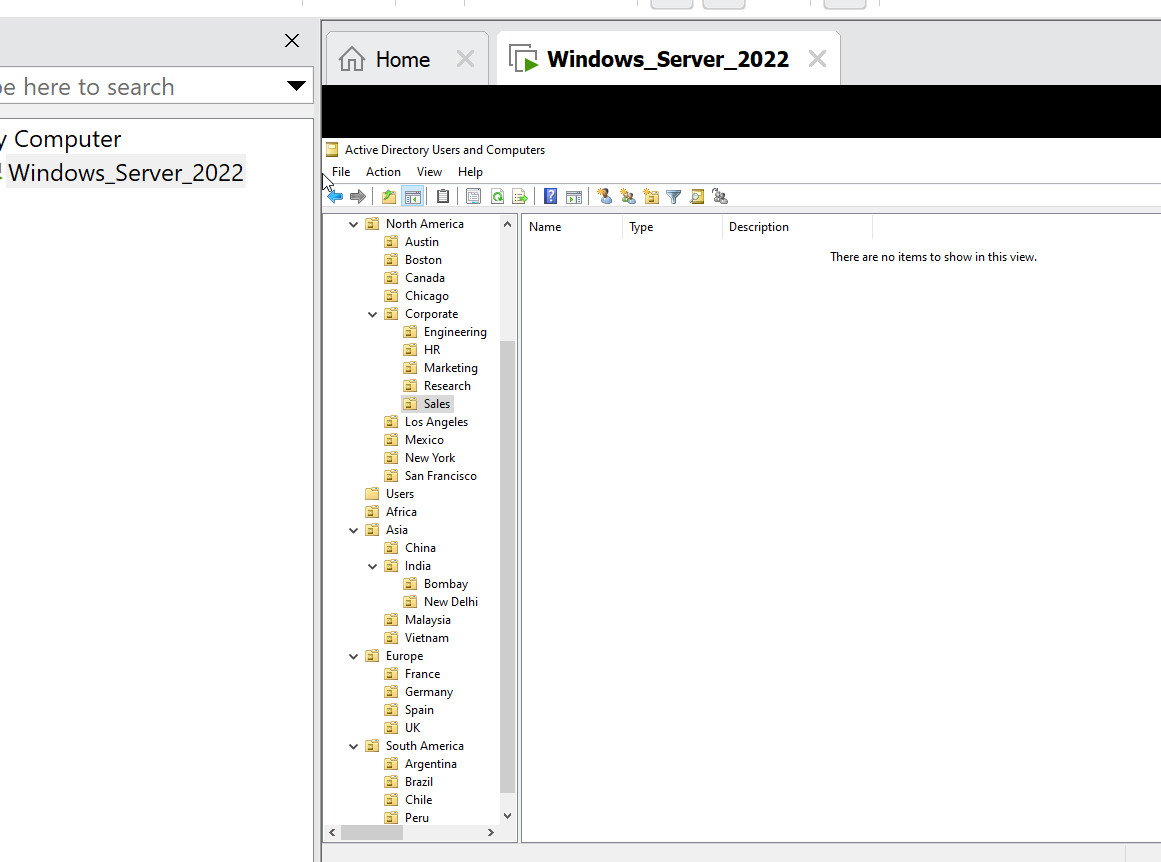 Home
Windows_Server_2022
e here to search
y Computer
Windows_Server_2022
Active Directory Users and Computers
File Action View Help
Name Type Description
There are no items to show in this view.
North America
Austin
Boston
Canada
Chicago
Corporate
Engineering
HR
Marketing
Research
Sales
Los Angeles
Mexico
New York
San Francisco
Users
Africa
Asia
China
India
Bombay
New Delhi
Malaysia
Vietnam
Europe
France
Germany
Spain
UK
South America
Argentina
Brazil
Chile
Peru